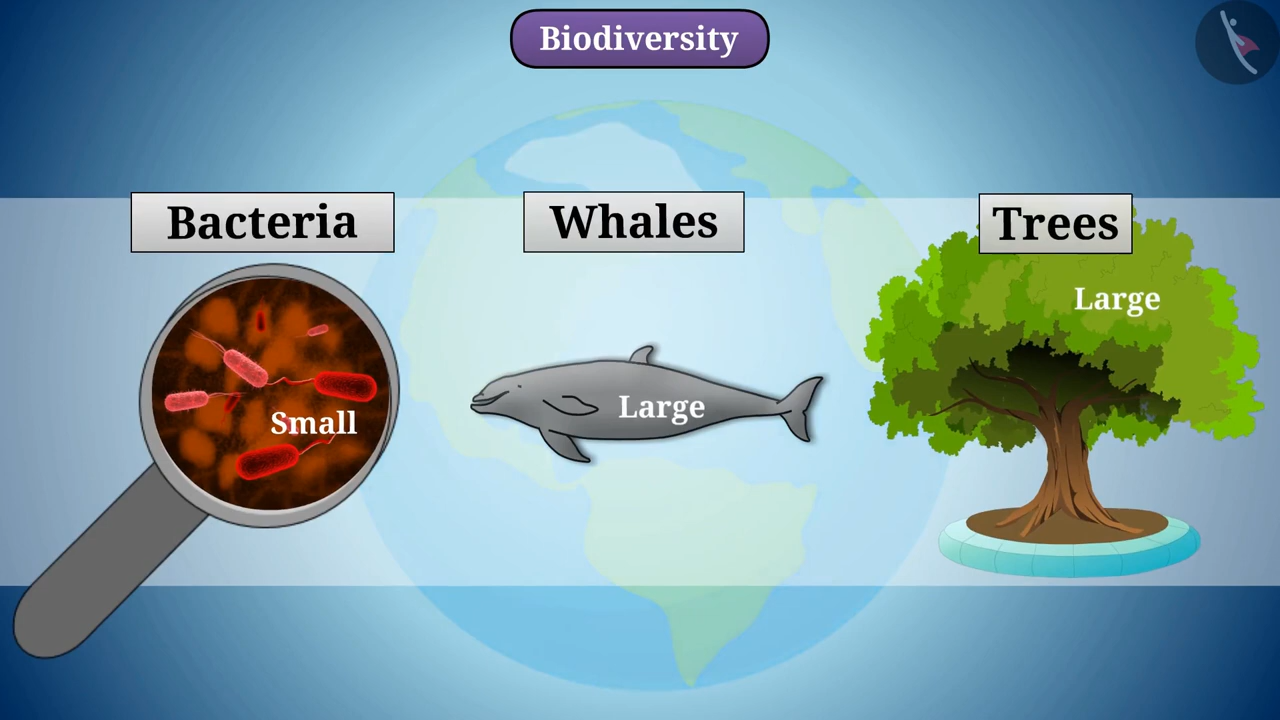 Biodiversity
Bacteria
Whales
Trees
Small
Large
Large